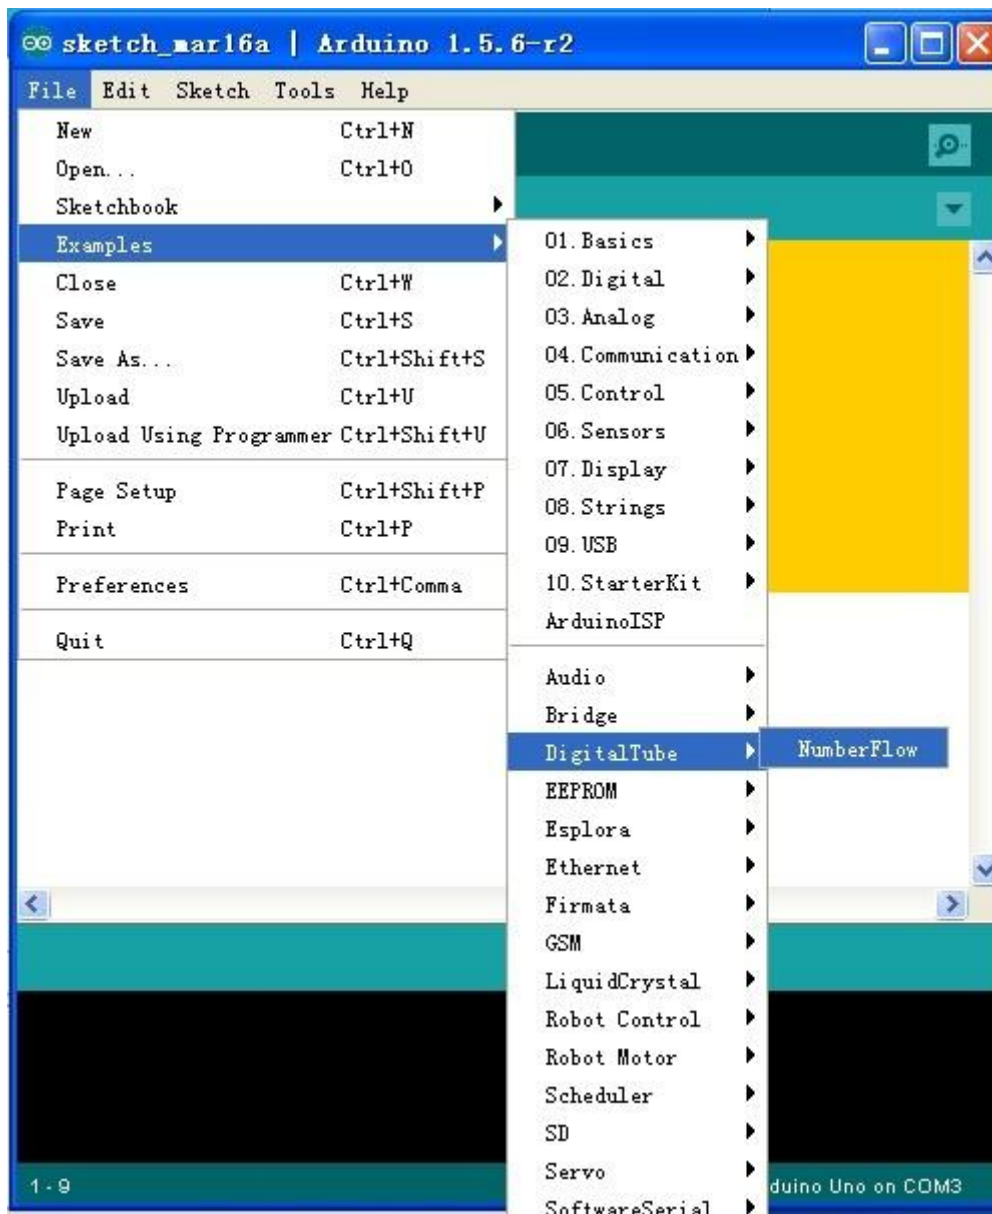 sketch_mar16a | Arduino 1.5.6-r2
File Edit Sketch Tools Help
New Ctrl+N
Open... Ctrl+O
Sketchbook
Examples
Close Ctrl+W
Save Ctrl+S
Save As... Ctrl+Shift+S
Upload Ctrl+U
Upload Using Programmer Ctrl+Shift+U
Page Setup Ctrl+Shift+P
Print Ctrl+P
Preferences Ctrl+Comma
Quit Ctrl+Q
01.Basics
02.Digital
03.Analog
04.Communication
05.Control
06.Sensors
07.Display
08.Strings
09.USB
10.StarterKit
ArduinoISP
Audio
Bridge
DigitalTube
NumberFlow
EEPROM
Esplora
Ethernet
Firmata
GSM
LiquidCrystal
Robot Control
Robot Motor
Scheduler
SD
Servo
SoftwareSerial
1 - 9 duino Uno on COM3